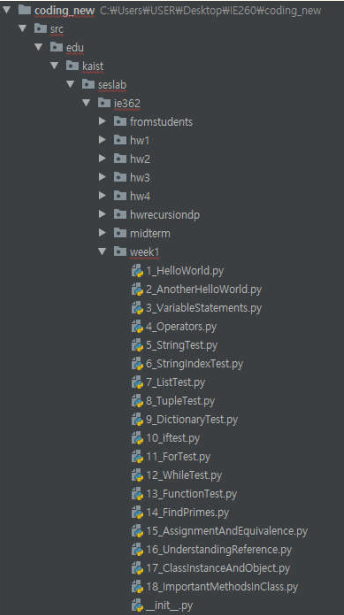 coding_new C:₩Users₩USER₩Desktop₩IE260₩coding_new
src
edu
kaist
seslab
ie362
fromstudents
hw1
hw2
hw3
hw4
hwrecursiondp
midterm
week1
1_HelloWorld.py
2_AnotherHelloWorld.py
3_VariableStatements.py
4_Operators.py
5_StringTest.py
6_StringIndexTest.py
7_ListTest.py
8_TupleTest.py
9_DictionaryTest.py
10_iftest.py
11_ForTest.py
12_WhileTest.py
13_FunctionTest.py
14_FindPrimes.py
15_AssignmentAndEquivalence.py
16_UnderstandingReference.py
17_ClassInstanceAndObject.py
18_ImportantMethodsInClass.py
__init__.py